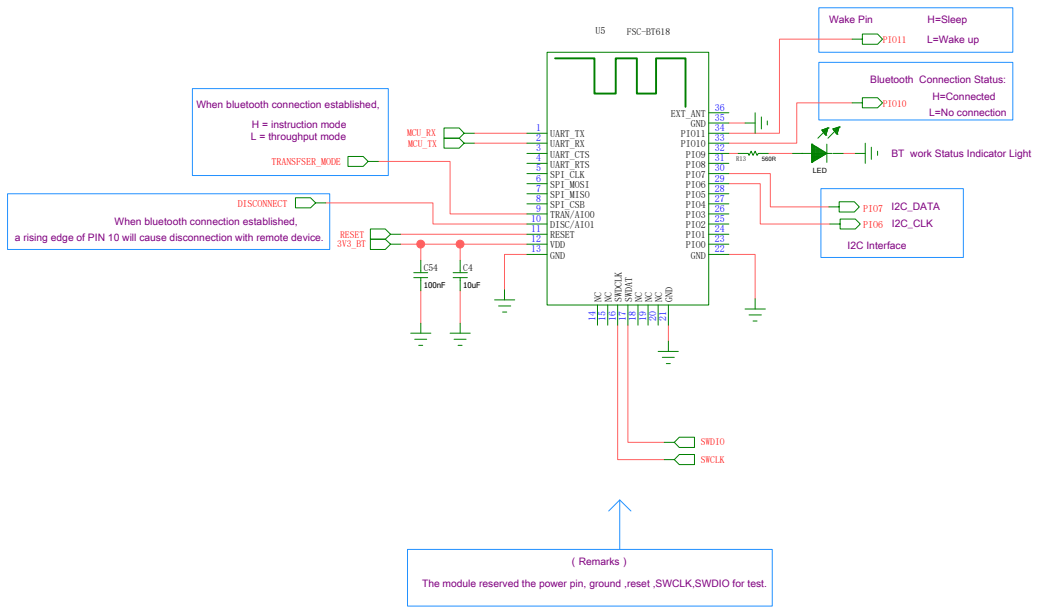 U5 FSC-BT618
Wake Pin H=Sleep
PIO11 L=Wake up
Bluetooth Connection Status:
PIO10 H=Connected
L=No connection
When bluetooth connection established,
H = instruction mode
L = throughput mode
TRANSFSER_MODE
MCU_RX
MCU_TX
DISCONNECT
When bluetooth connection established,
a rising edge of PIN 10 will cause disconnection with remote device.
RESET
3V3_BT
C54
100nF
C4
10uF
1 UART_TX
2 UART_RX
3 UART_CTS
4 UART_RTS
5 SPI_CLK
6 SPI_MOSI
7 SPI_MISO
8 SPI_CSB
9 TRAN/AIO0
10 DISC/AIO1
11 RESET
12 VDD
13 GND
EXT_ANT 36
GND 35
PIO11 34
PIO10 33
PIO9 32
PIO8 31
PIO7 30
PIO6 29
PIO5 28
PIO4 27
PIO3 26
PIO2 25
PIO1 24
PIO0 23
GND 22
NC 14
NC 15
SWDCLK 16
SWDAT 17
NC 18
NC 19
NC 20
GND 21
R13 560R
LED
BT work Status Indicator Light
PIO7 I2C_DATA
PIO6 I2C_CLK
I2C Interface
SWDIO
SWCLK
( Remarks )
The module reserved the power pin, ground ,reset ,SWCLK,SWDIO for test.